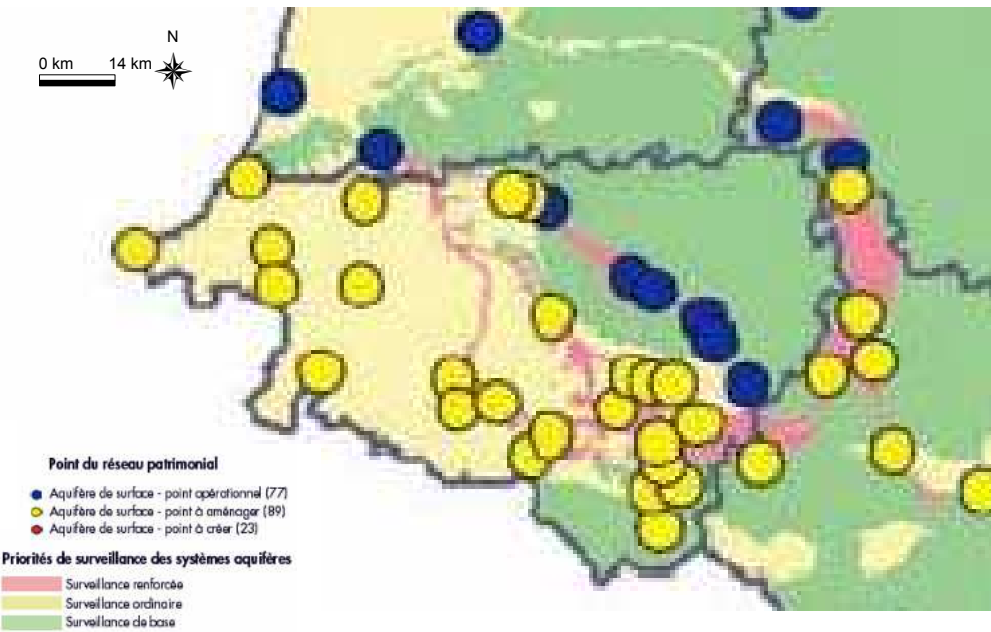 N
0 km 14 km
Point du réseau patrimonial
Aquifère de surface - point opérationnel (77)
Aquifère de surface - point à aménager (89)
Aquifère de surface - point à créer (23)
Priorités de surveillance des systèmes aquifères
Surveillance renforcée
Surveillance ordinaire
Surveillance de base